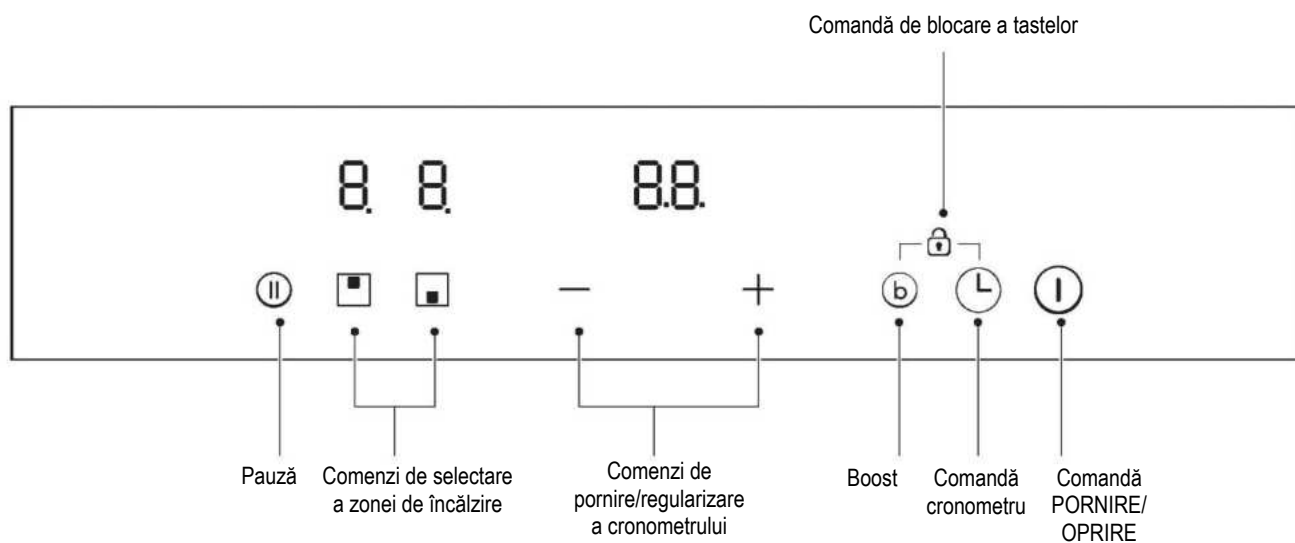 Comandă de blocare a tastelor
8. 8. 8.8.
b
Pauză
Comenzi de selectare
a zonei de încălzire
Comenzi de
pornire/regularizare
a cronometrului
Boost
Comandă
cronometru
Comandă
PORNIRE/
OPRIRE